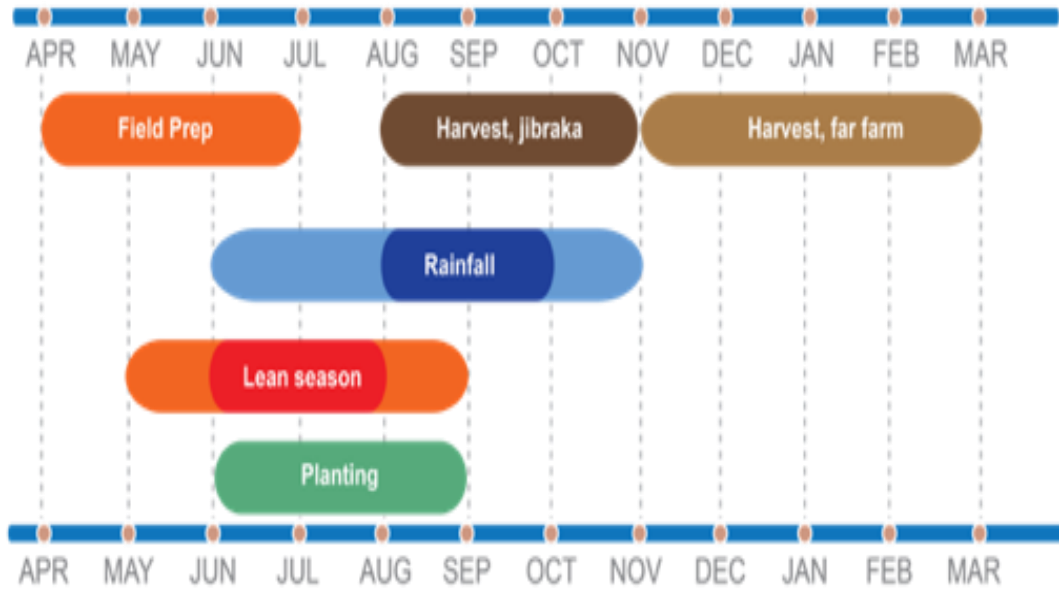 APR MAY JUN JUL AUG SEP OCT NOV DEC JAN FEB MAR
Field Prep Harvest, jibraka Harvest, far farm
Rainfall
Lean season
Planting
APR MAY JUN JUL AUG SEP OCT NOV DEC JAN FEB MAR